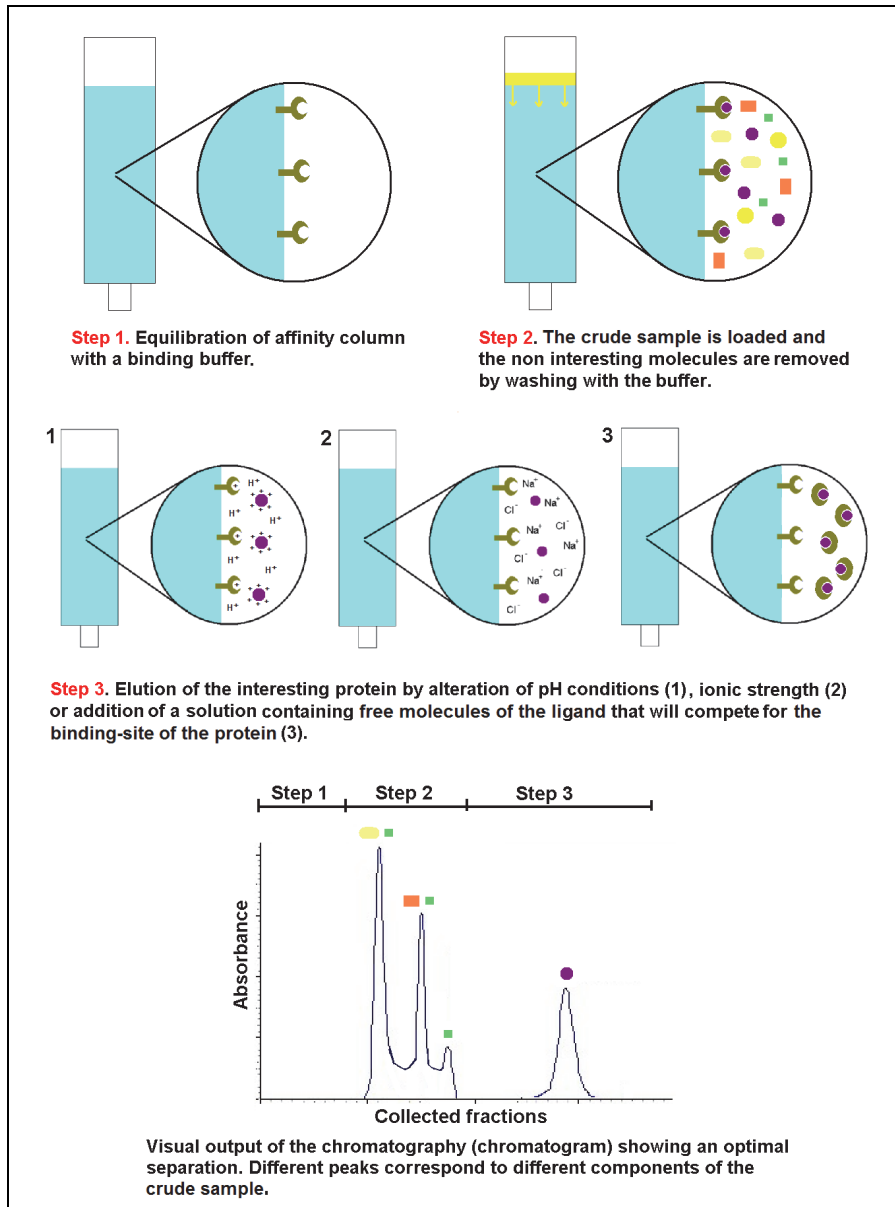 Step 1. Equilibration of affinity column
with a binding buffer.
Step 2. The crude sample is loaded and
the non interesting molecules are removed
by washing with the buffer.
1
+ H⁺
H⁺
H⁺
+
H⁺
H⁺
+
H⁺
2
Na⁺
Na⁺
Cl⁻
Na⁺ Cl⁻
Cl⁻ Na⁺
Na⁺ Cl⁻
Cl⁻
3
Step 3. Elution of the interesting protein by alteration of pH conditions (1), ionic strength (2)
or addition of a solution containing free molecules of the ligand that will compete for the
binding-site of the protein (3).
Step 1 Step 2 Step 3
Absorbance
Collected fractions
Visual output of the chromatography (chromatogram) showing an optimal
separation. Different peaks correspond to different components of the
crude sample.